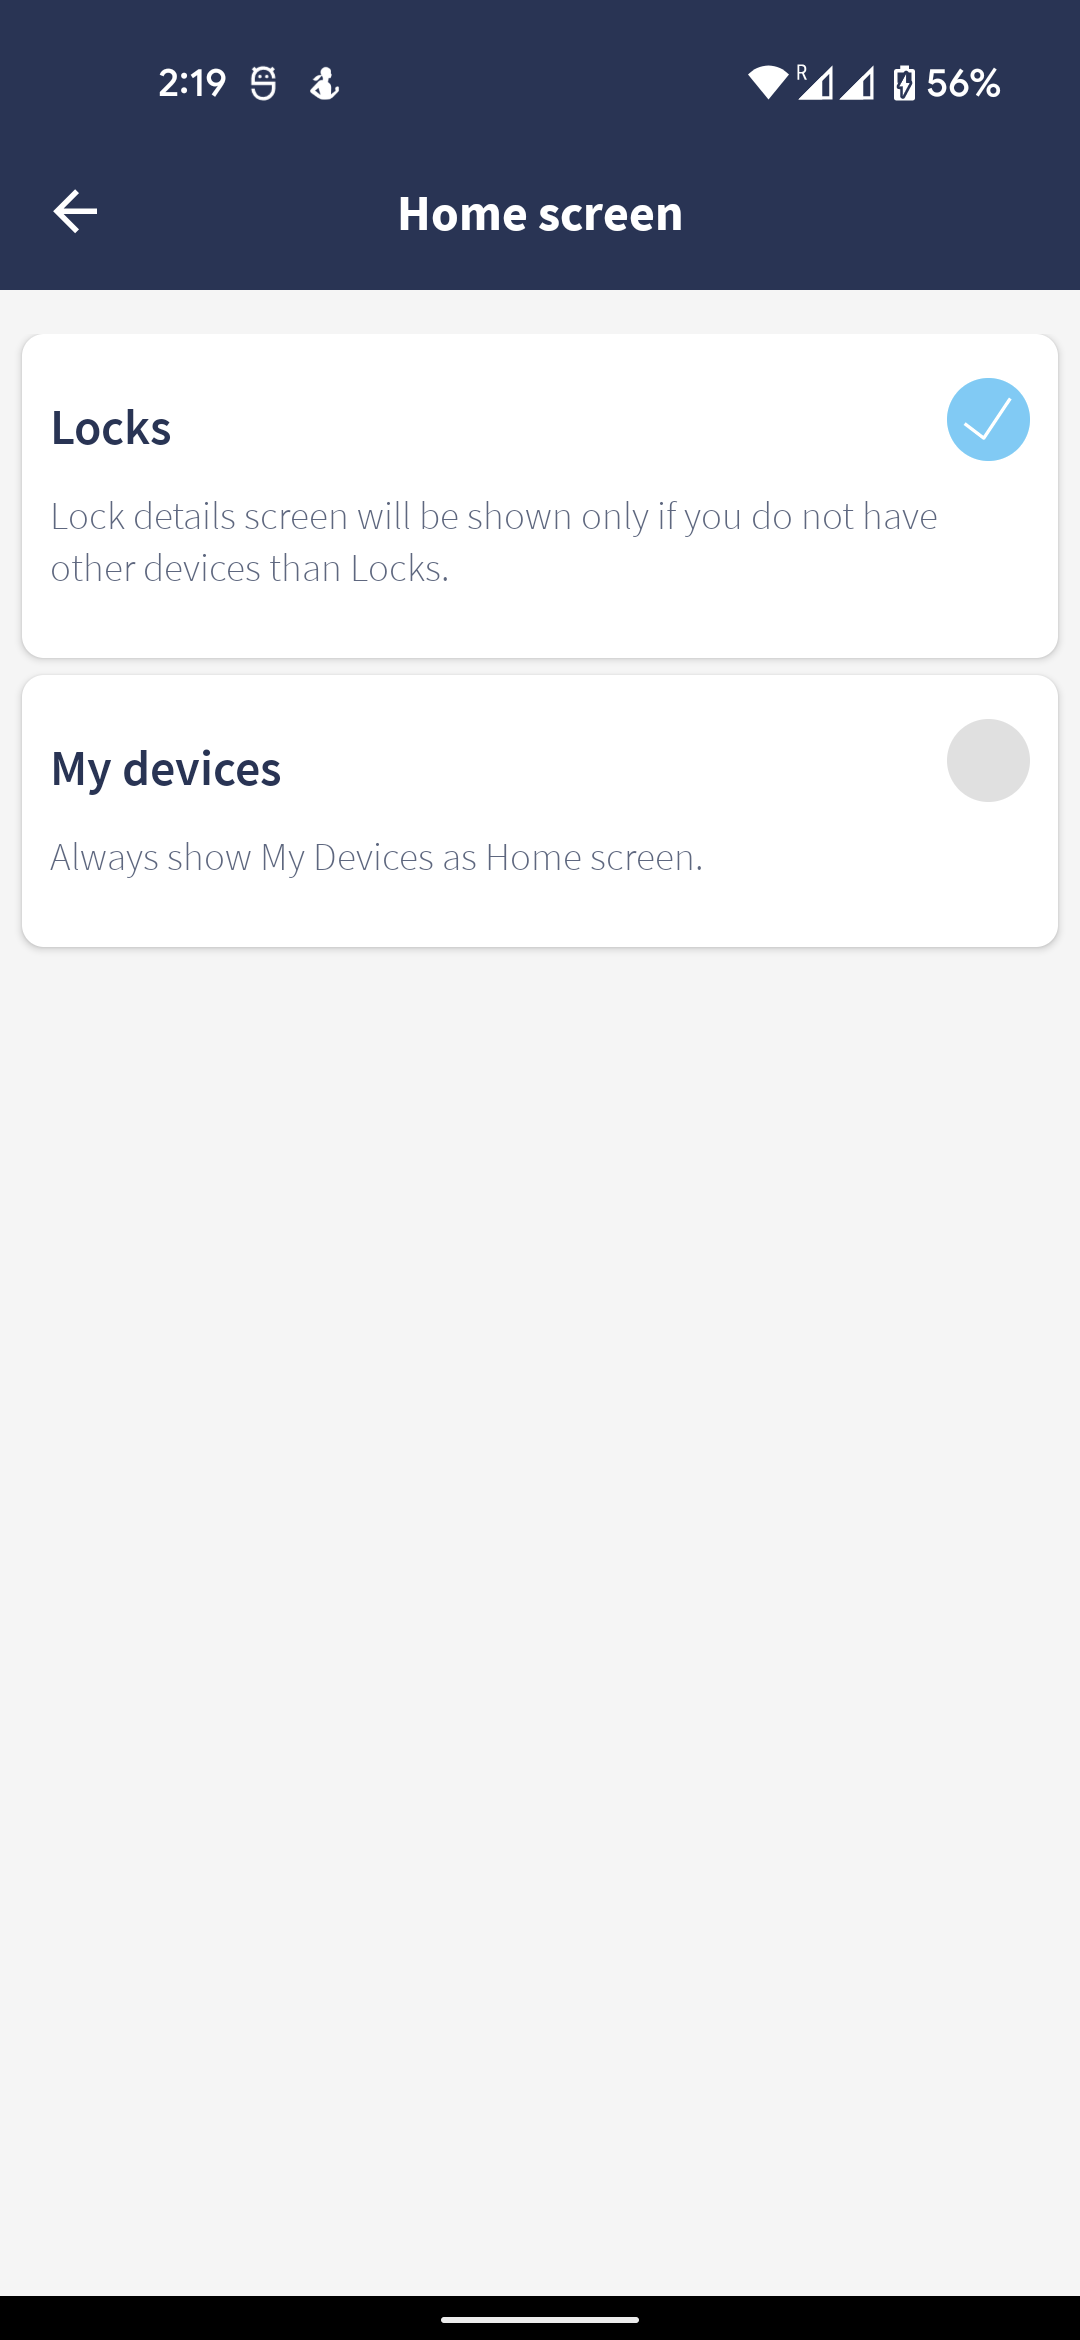 2:19
R
56%
Home screen
Locks
Lock details screen will be shown only if you do not have
other devices than Locks.
My devices
Always show My Devices as Home screen.